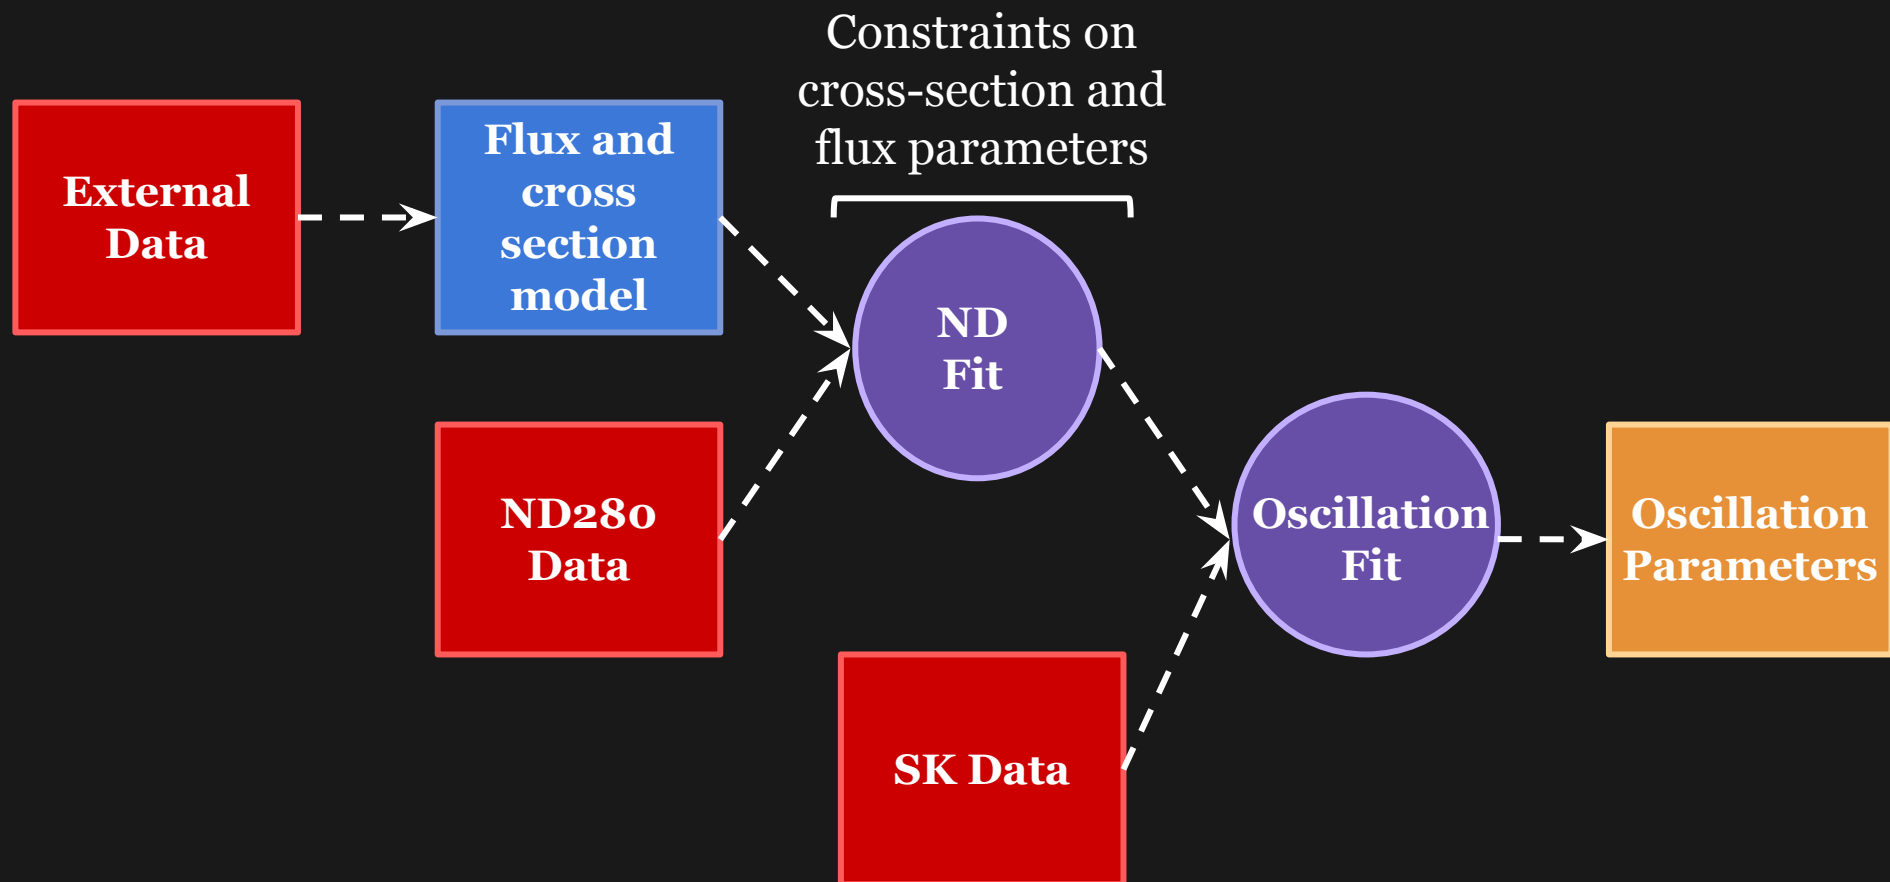 Constraints on
cross-section and
flux parameters
External
Data
Flux and
cross
section
model
ND
Fit
ND280
Data
Oscillation
Fit
Oscillation
Parameters
SK Data